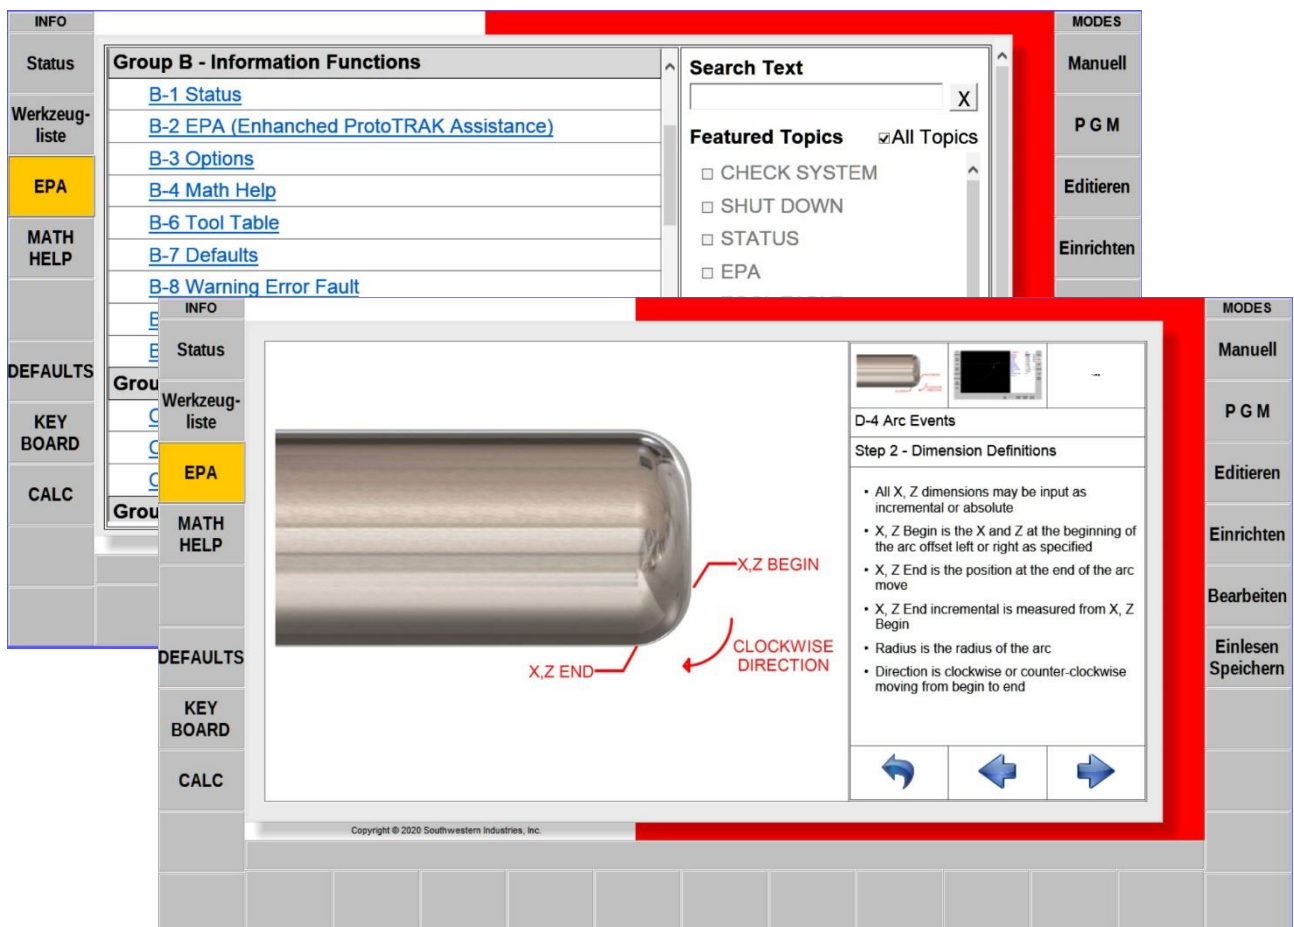 INFO
MODES
Status
Werkzeug-
liste
EPA
MATH
HELP
DEFAULTS
KEY
BOARD
CALC
Group B - Information Functions
B-1 Status
B-2 EPA (Enhanched ProtoTRAK Assistance)
B-3 Options
B-4 Math Help
B-6 Tool Table
B-7 Defaults
B-8 Warning Error Fault
Search Text
X
Featured Topics
All Topics
CHECK SYSTEM
SHUT DOWN
STATUS
EPA
Manuell
P G M
Editieren
Einrichten
INFO
MODES
Status
Werkzeug-
liste
EPA
MATH
HELP
DEFAULTS
KEY
BOARD
CALC
X,Z BEGIN
CLOCKWISE
DIRECTION
X,Z END
D-4 Arc Events
Step 2 - Dimension Definitions
• All X, Z dimensions may be input as
incremental or absolute
• X, Z Begin is the X and Z at the beginning of
the arc offset left or right as specified
• X, Z End is the position at the end of the arc
move
• X, Z End incremental is measured from X, Z
Begin
• Radius is the radius of the arc
• Direction is clockwise or counter-clockwise
moving from begin to end
Manuell
P G M
Editieren
Einrichten
Bearbeiten
Einlesen
Speichern
Copyright © 2020 Southwestern Industries, Inc.